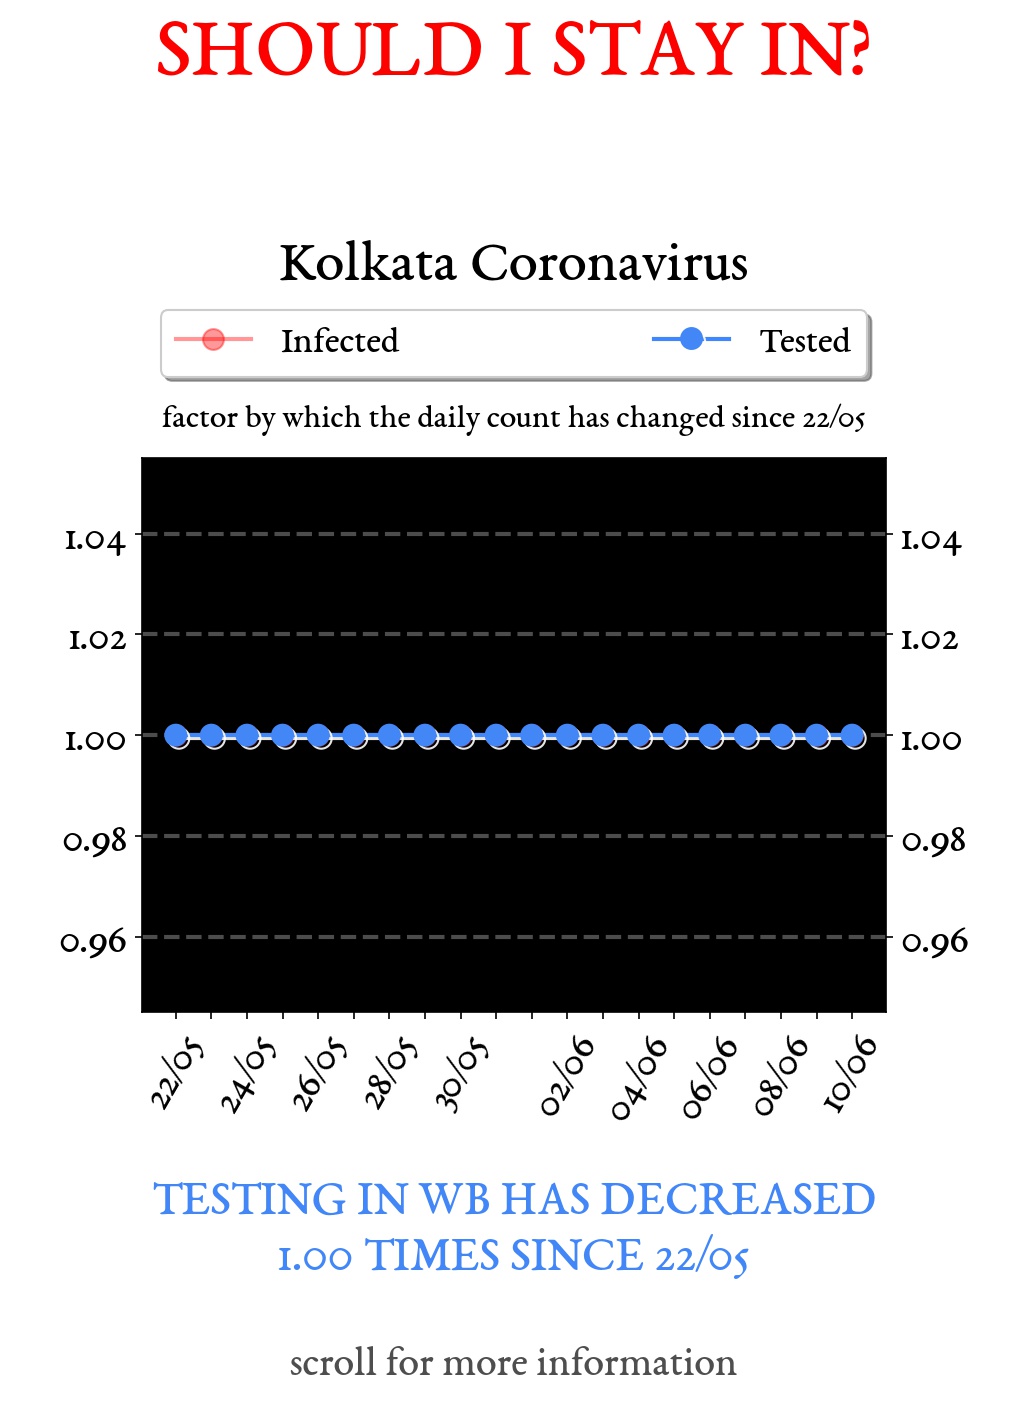 SHOULD I STAY IN?
Kolkata Coronavirus
Infected Tested
factor by which the daily count has changed since 22/05
1.04 1.04
1.02 1.02
1.00 1.00
0.98 0.98
0.96 0.96
22/05 24/05 26/05 28/05 30/05 02/06 04/06 06/06 08/06 10/06
TESTING IN WB HAS DECREASED
1.00 TIMES SINCE 22/05
scroll for more information